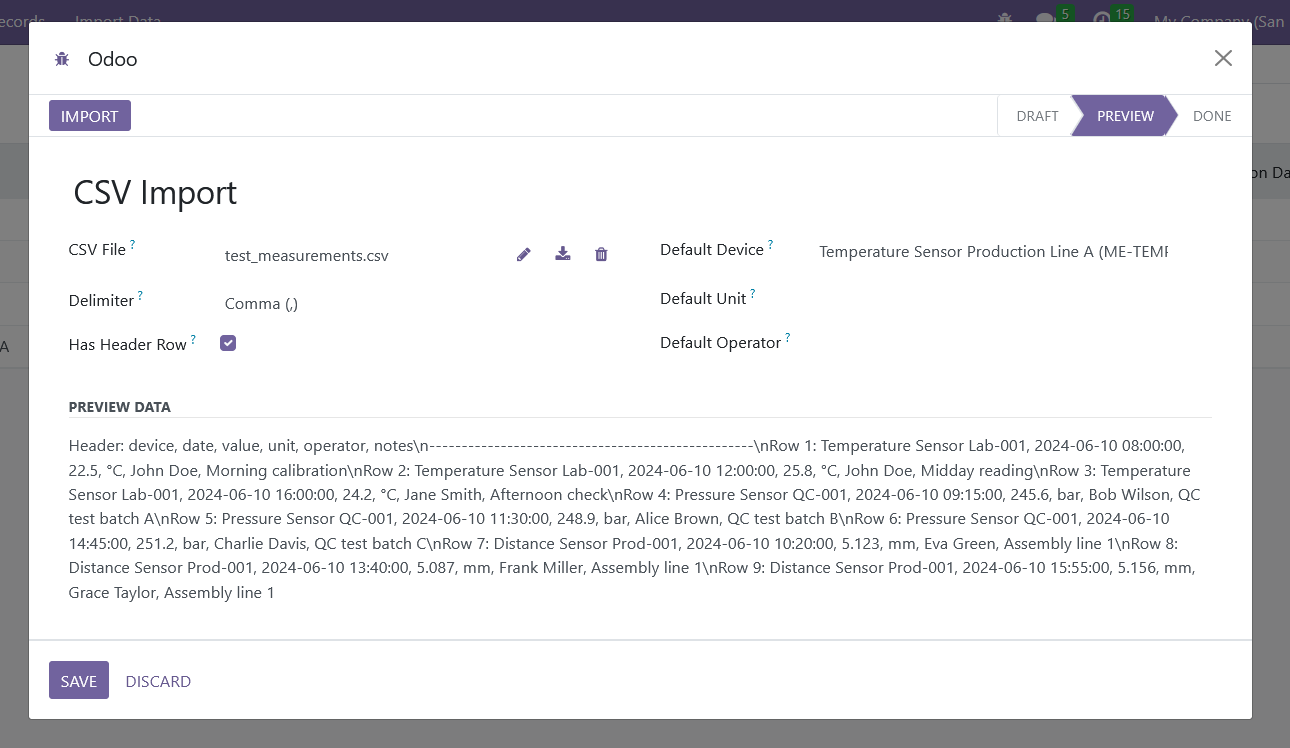 ecords Import Data 5 15 My Company (San
Odoo
IMPORT DRAFT PREVIEW DONE
on Da
CSV Import
CSV File ? test_measurements.csv Default Device ? Temperature Sensor Production Line A (ME-TEMP
Delimiter ? Comma (,) Default Unit ?
Has Header Row ? Default Operator ?
A
PREVIEW DATA
Header: device, date, value, unit, operator, notes\n--------------------------------------------------\nRow 1: Temperature Sensor Lab-001, 2024-06-10 08:00:00,
22.5, °C, John Doe, Morning calibration\nRow 2: Temperature Sensor Lab-001, 2024-06-10 12:00:00, 25.8, °C, John Doe, Midday reading\nRow 3: Temperature
Sensor Lab-001, 2024-06-10 16:00:00, 24.2, °C, Jane Smith, Afternoon check\nRow 4: Pressure Sensor QC-001, 2024-06-10 09:15:00, 245.6, bar, Bob Wilson, QC
test batch A\nRow 5: Pressure Sensor QC-001, 2024-06-10 11:30:00, 248.9, bar, Alice Brown, QC test batch B\nRow 6: Pressure Sensor QC-001, 2024-06-10
14:45:00, 251.2, bar, Charlie Davis, QC test batch C\nRow 7: Distance Sensor Prod-001, 2024-06-10 10:20:00, 5.123, mm, Eva Green, Assembly line 1\nRow 8:
Distance Sensor Prod-001, 2024-06-10 13:40:00, 5.087, mm, Frank Miller, Assembly line 1\nRow 9: Distance Sensor Prod-001, 2024-06-10 15:55:00, 5.156, mm,
Grace Taylor, Assembly line 1
SAVE DISCARD